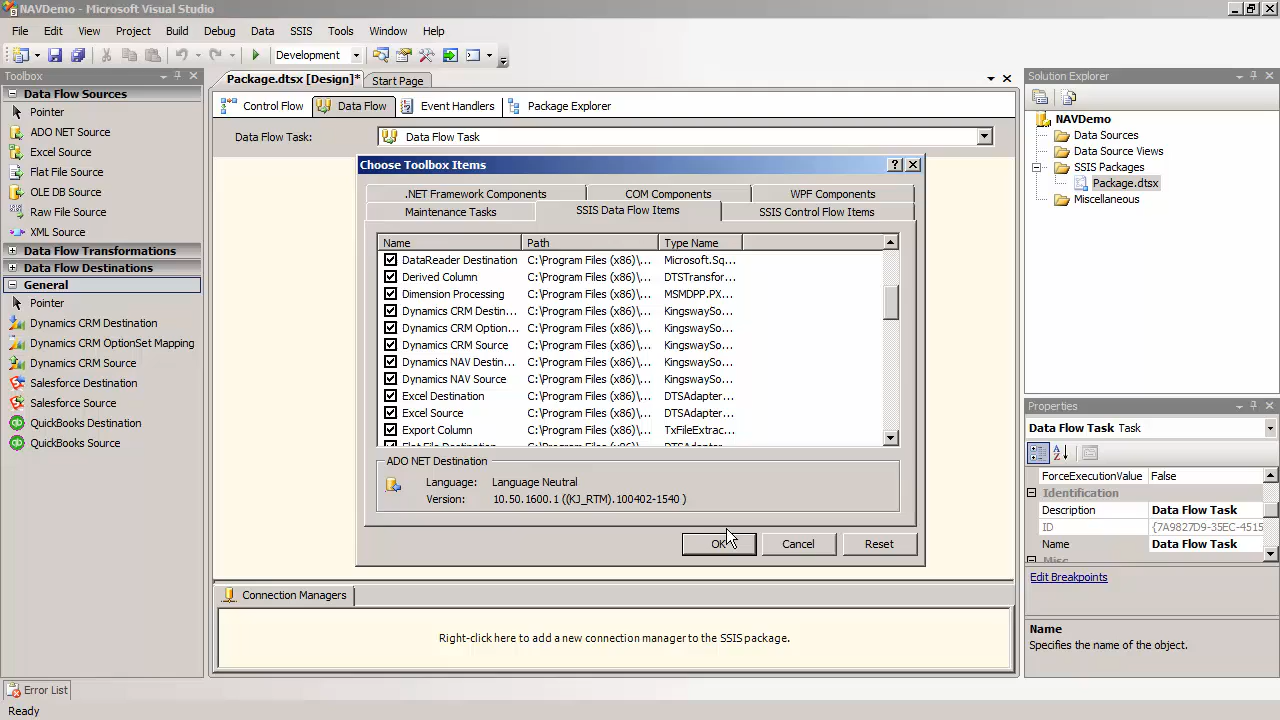 NAVDemo - Microsoft Visual Studio
File Edit View Project Build Debug Data SSIS Tools Window Help
Development
Toolbox
Data Flow Sources
Pointer
ADO NET Source
Excel Source
Flat File Source
OLE DB Source
Raw File Source
XML Source
Data Flow Transformations
Data Flow Destinations
General
Pointer
Dynamics CRM Destination
Dynamics CRM OptionSet Mapping
Dynamics CRM Source
Salesforce Destination
Salesforce Source
QuickBooks Destination
QuickBooks Source
Package.dtsx [Design]* Start Page
Control Flow Data Flow Event Handlers Package Explorer
Data Flow Task: Data Flow Task
Choose Toolbox Items
.NET Framework Components COM Components WPF Components
Maintenance Tasks SSIS Data Flow Items SSIS Control Flow Items
Name Path Type Name
DataReader Destination C:\Program Files (x86)\... Microsoft.Sq...
Derived Column C:\Program Files (x86)\... DTSTransfor...
Dimension Processing C:\Program Files (x86)\... MSMDPP.PX...
Dynamics CRM Destin... C:\Program Files (x86)\... KingswaySo...
Dynamics CRM Option... C:\Program Files (x86)\... KingswaySo...
Dynamics CRM Source C:\Program Files (x86)\... KingswaySo...
Dynamics NAV Destin... C:\Program Files (x86)\... KingswaySo...
Dynamics NAV Source C:\Program Files (x86)\... KingswaySo...
Excel Destination C:\Program Files (x86)\... DTSAdapter...
Excel Source C:\Program Files (x86)\... DTSAdapter...
Export Column C:\Program Files (x86)\... TxFileExtrac...
Flat File Destination C:\Program Files (x86)\... DTSAdapter...
ADO NET Destination
Language: Language Neutral
Version: 10.50.1600.1 ((KJ_RTM).100402-1540 )
OK Cancel Reset
Connection Managers
Right-click here to add a new connection manager to the SSIS package.
Solution Explorer
NAVDemo
Data Sources
Data Source Views
SSIS Packages
Package.dtsx
Miscellaneous
Properties
Data Flow Task Task
ForceExecutionValue False
Identification
Description Data Flow Task
ID {7A9827D9-35EC-4515
Name Data Flow Task
Misc
Edit Breakpoints
Name
Specifies the name of the object.
Error List
Ready